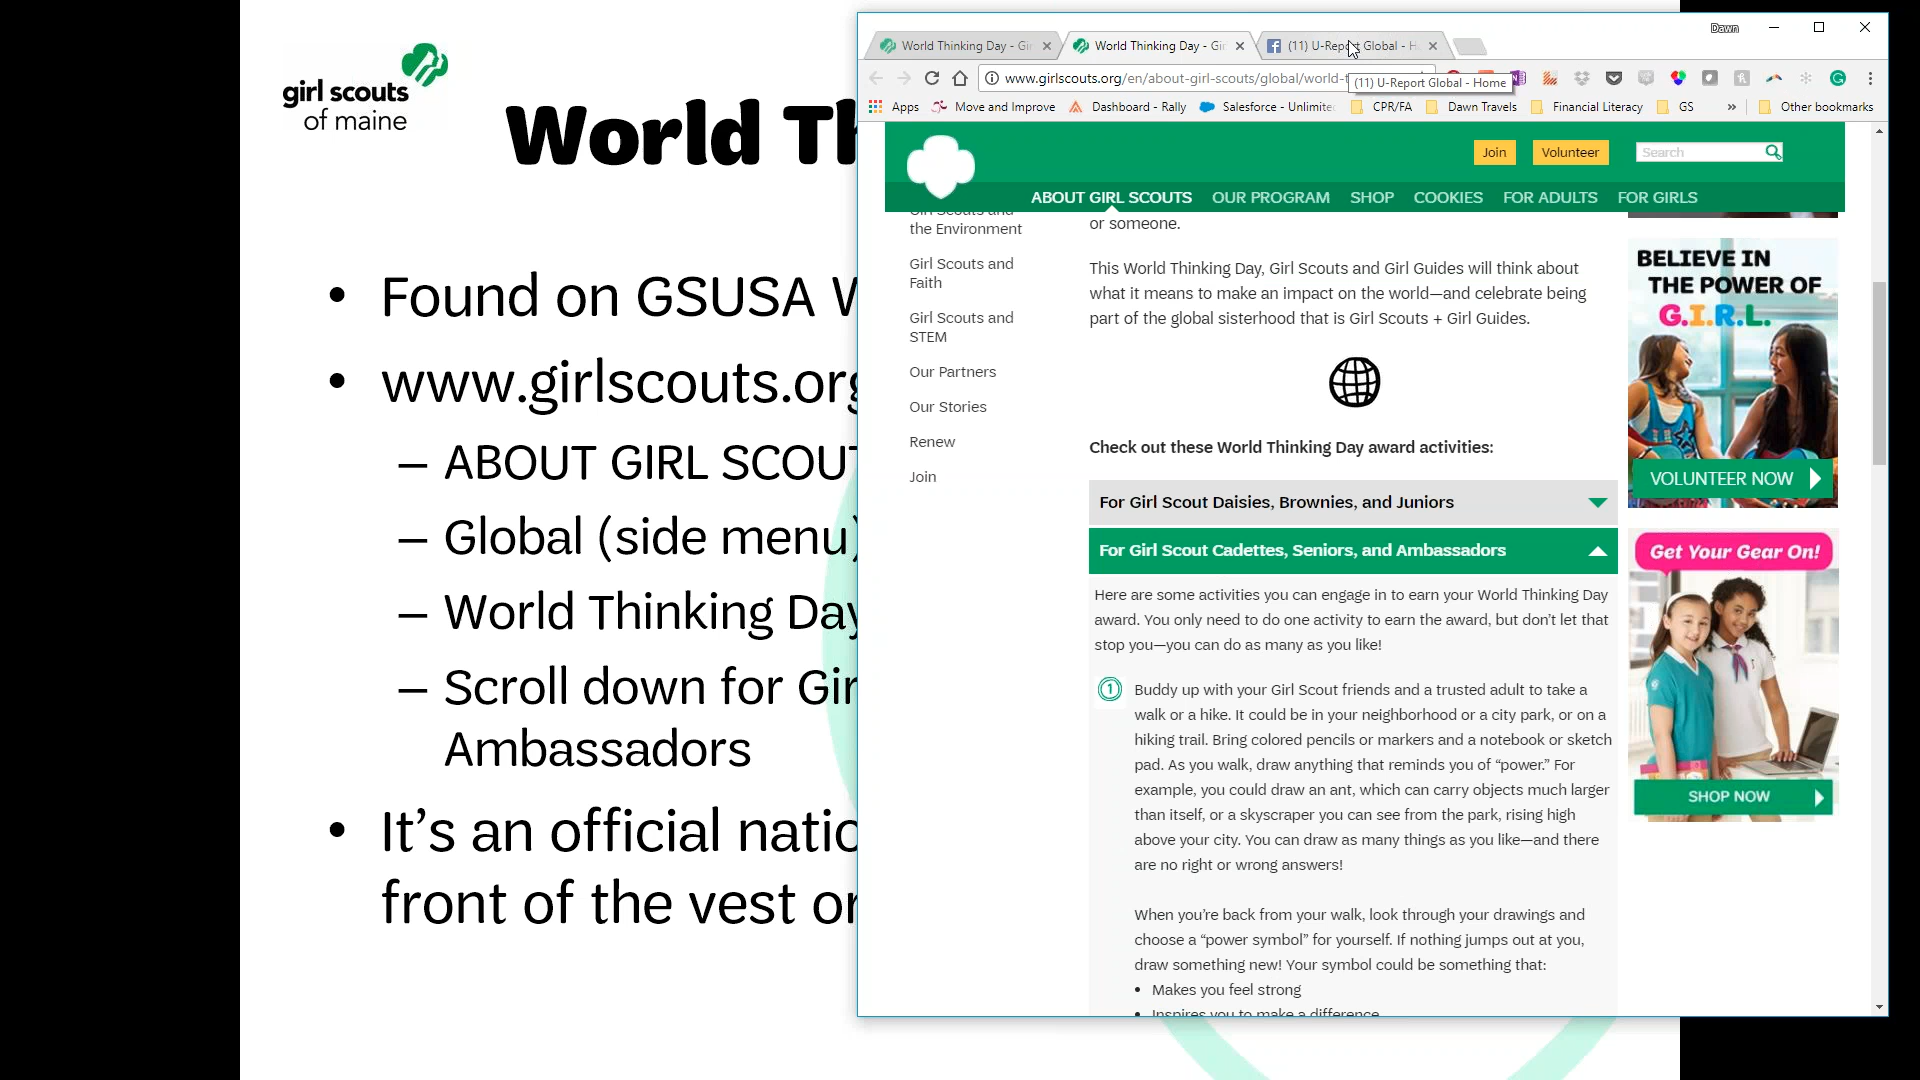 girl scouts
of maine
World Th
• Found on GSUSA W
• www.girlscouts.org
– ABOUT GIRL SCOUT
– Global (side menu)
– World Thinking Day
– Scroll down for Gir
Ambassadors
• It’s an official natio
front of the vest or
Dawn
World Thinking Day - Gir
World Thinking Day - Gir
(11) U-Report Global - H
www.girlscouts.org/en/about-girl-scouts/global/world-t
(11) U-Report Global - Home
Apps
Move and Improve
Dashboard - Rally
Salesforce - Unlimite
CPR/FA
Dawn Travels
Financial Literacy
GS
»
Other bookmarks
Join
Volunteer
Search
ABOUT GIRL SCOUTS
OUR PROGRAM
SHOP
COOKIES
FOR ADULTS
FOR GIRLS
Girl Scouts and
the Environment
Girl Scouts and
Faith
Girl Scouts and
STEM
Our Partners
Our Stories
Renew
Join
or someone.
This World Thinking Day, Girl Scouts and Girl Guides will think about
what it means to make an impact on the world—and celebrate being
part of the global sisterhood that is Girl Scouts + Girl Guides.
Check out these World Thinking Day award activities:
For Girl Scout Daisies, Brownies, and Juniors
For Girl Scout Cadettes, Seniors, and Ambassadors
Here are some activities you can engage in to earn your World Thinking Day
award. You only need to do one activity to earn the award, but don’t let that
stop you—you can do as many as you like!
1 Buddy up with your Girl Scout friends and a trusted adult to take a
walk or a hike. It could be in your neighborhood or a city park, or on a
hiking trail. Bring colored pencils or markers and a notebook or sketch
pad. As you walk, draw anything that reminds you of “power.” For
example, you could draw an ant, which can carry objects much larger
than itself, or a skyscraper you can see from the park, rising high
above your city. You can draw as many things as you like—and there
are no right or wrong answers!
When you’re back from your walk, look through your drawings and
choose a “power symbol” for yourself. If nothing jumps out at you,
draw something new! Your symbol could be something that:
• Makes you feel strong
• Inspires you to make a difference
BELIEVE IN
THE POWER OF
G.I.R.L.
VOLUNTEER NOW
Get Your Gear On!
SHOP NOW